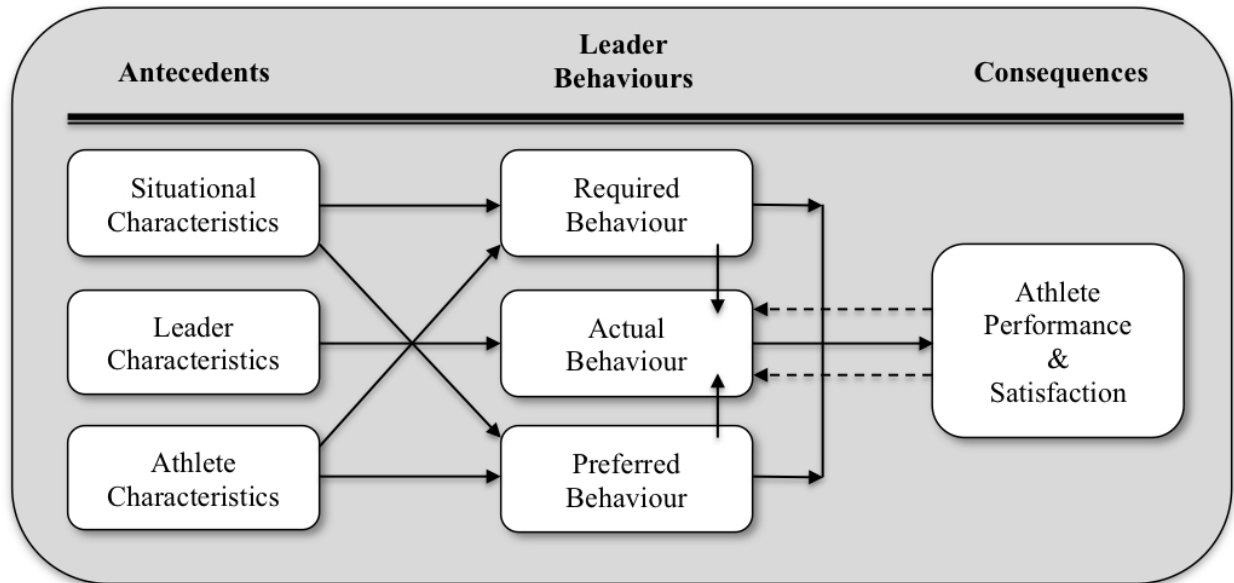 Antecedents
Leader
Behaviours
Consequences
Situational
Characteristics
Required
Behaviour
Leader
Characteristics
Actual
Behaviour
Athlete
Performance
&
Satisfaction
Athlete
Characteristics
Preferred
Behaviour